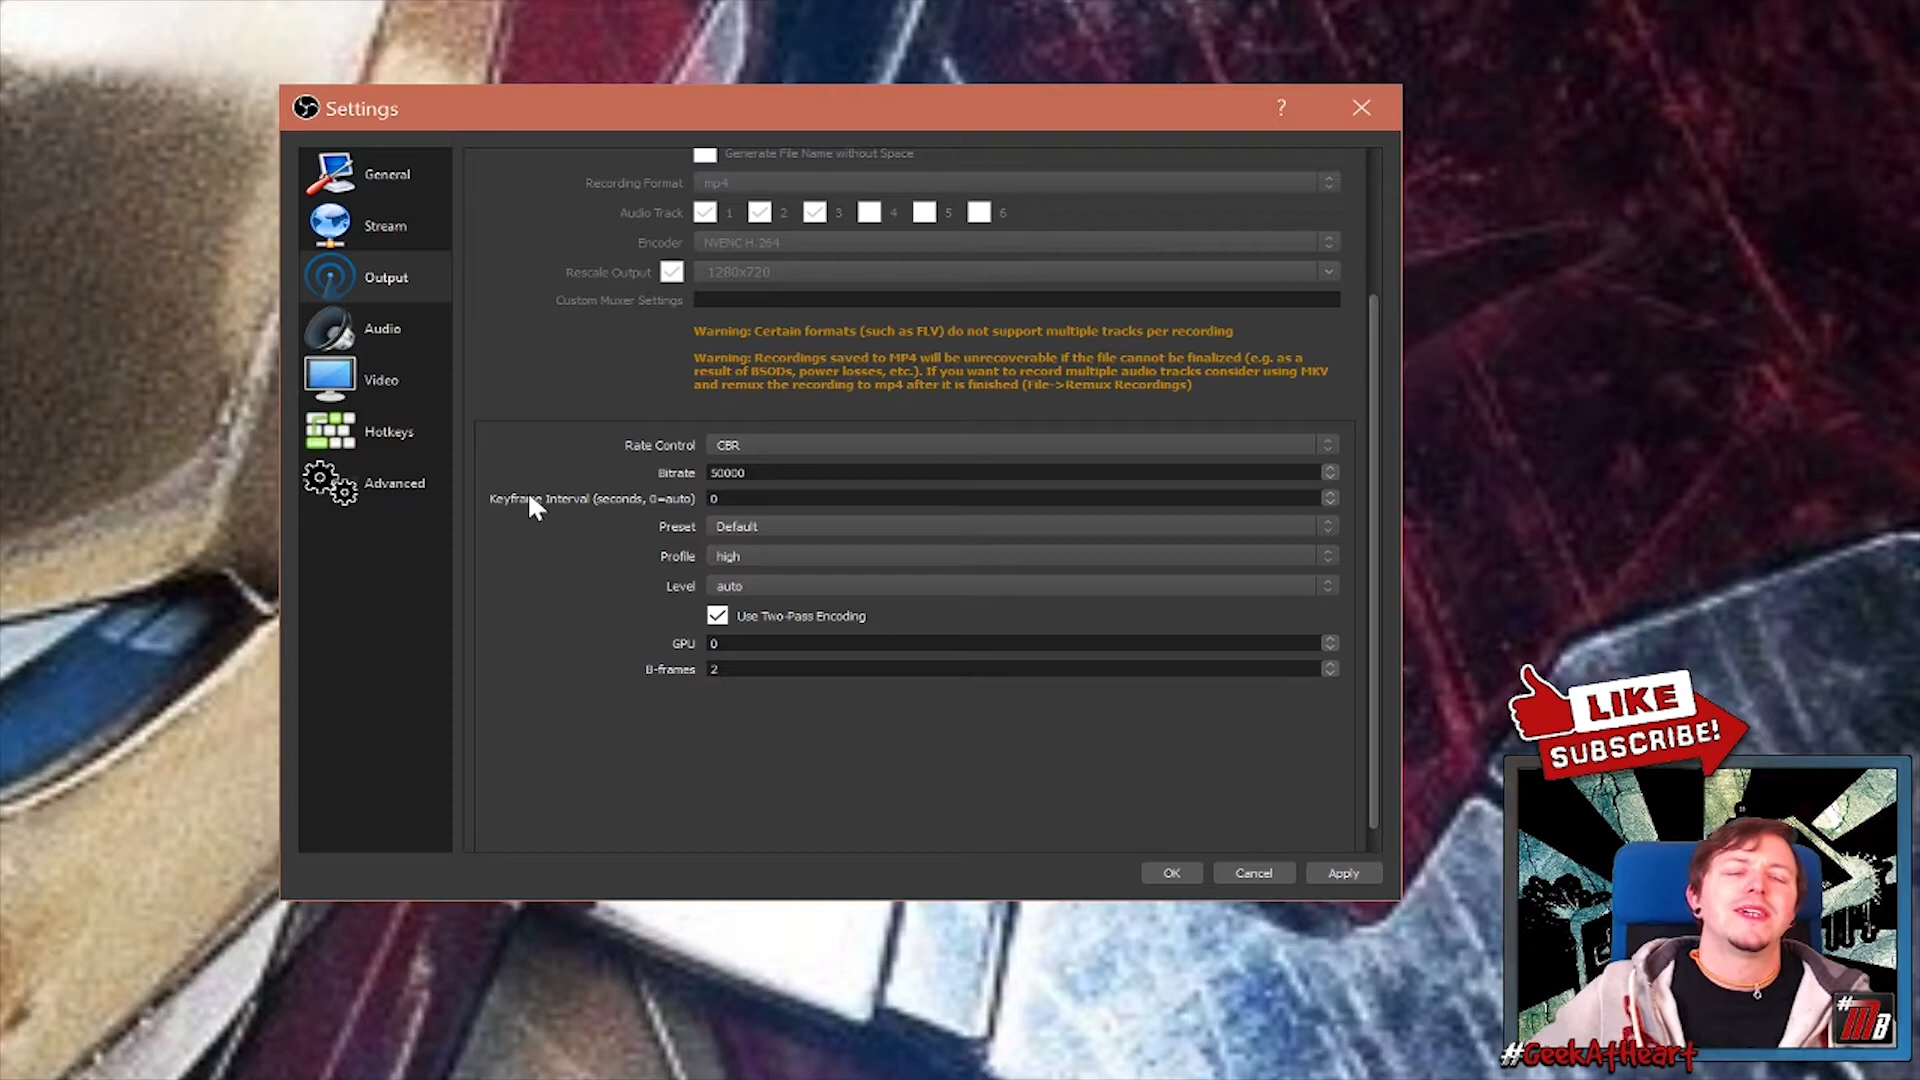 Settings
?
General
Stream
Output
Audio
Video
Hotkeys
Advanced
Generate File Name without Space
Recording Format mp4
Audio Track 1 2 3 4 5 6
Encoder NVENC H.264
Rescale Output 1280x720
Custom Muxer Settings
Warning: Certain formats (such as FLV) do not support multiple tracks per recording
Warning: Recordings saved to MP4 will be unrecoverable if the file cannot be finalized (e.g. as a
result of BSODs, power losses, etc.). If you want to record multiple audio tracks consider using MKV
and remux the recording to mp4 after it is finished (File->Remux Recordings)
Rate Control CBR
Bitrate 50000
Keyframe Interval (seconds, 0=auto) 0
Preset Default
Profile high
Level auto
Use Two-Pass Encoding
GPU 0
B-frames 2
OK Cancel Apply
LIKE
SUBSCRIBE!
#MB
#GeekAtHeart